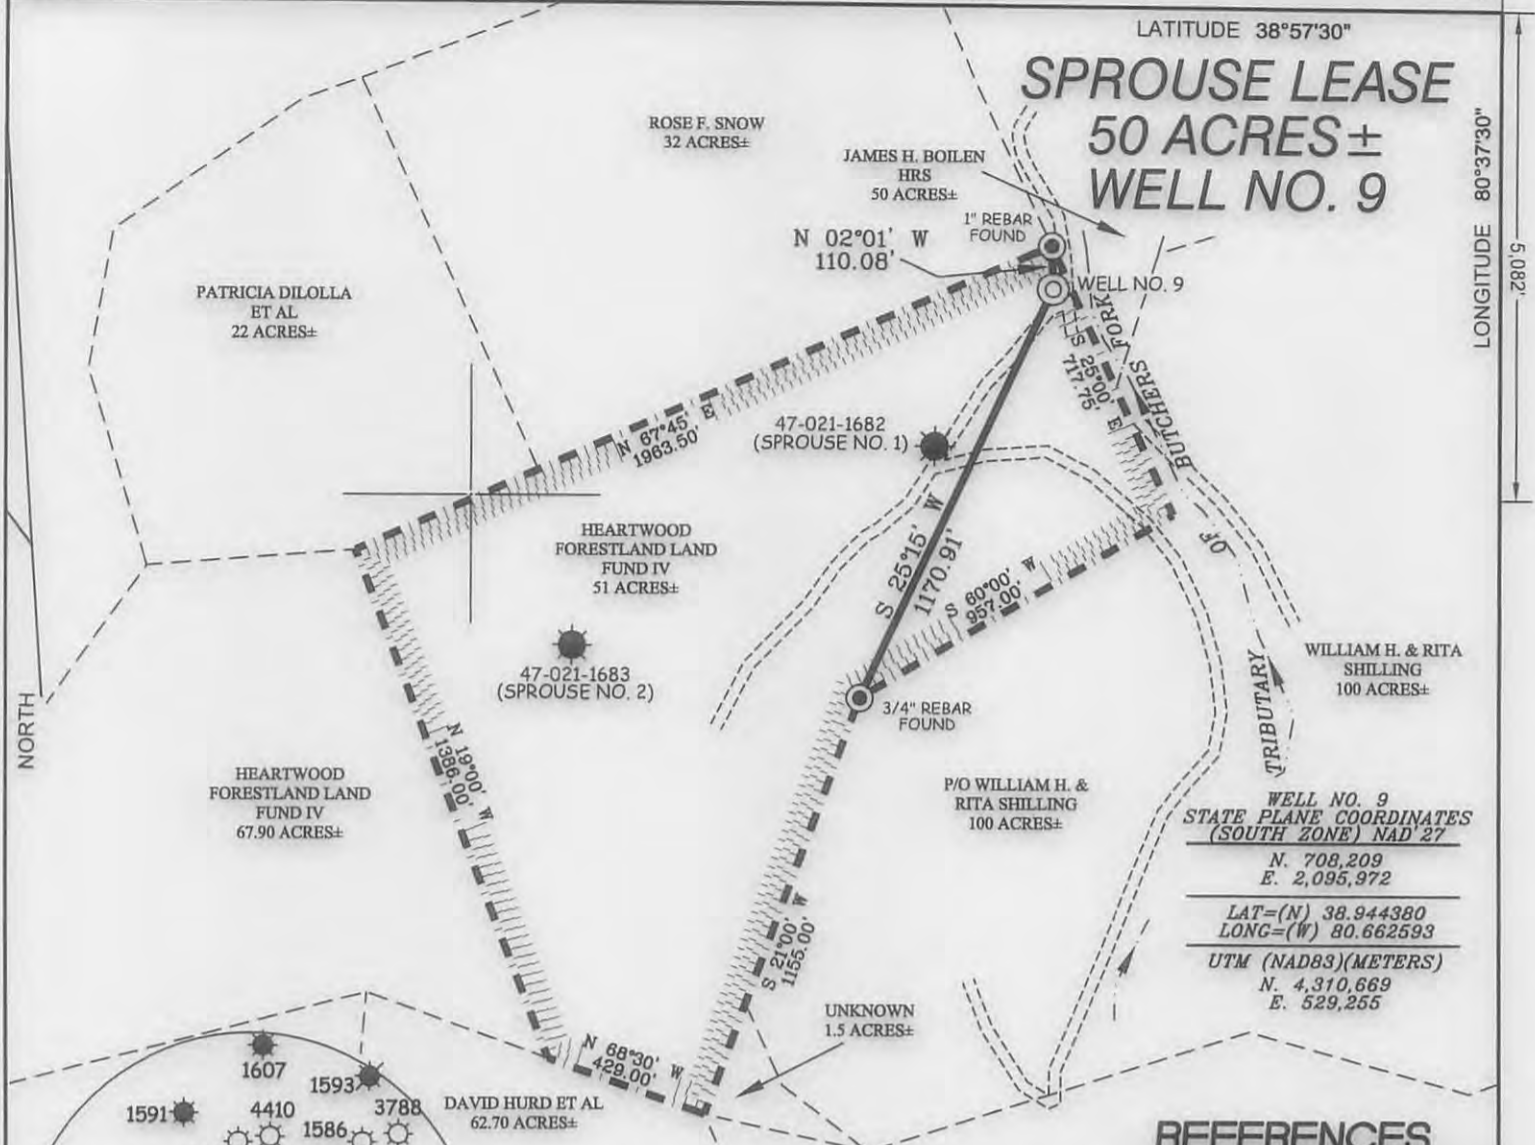 LATITUDE 38°57'30"
SPROUSE LEASE
50 ACRES±
WELL NO. 9
LONGITUDE 80°37'30"
5,082'
ROSE F. SNOW
32 ACRES±
JAMES H. BOILEN
HRS
50 ACRES±
1" REBAR
FOUND
N 02°01' W
110.08'
WELL NO. 9
PATRICIA DILOLLA
ET AL
22 ACRES±
N 67°45' E
1963.50'
47-021-1682
(SPROUSE NO. 1)
S 25°00' E
717.75'
TRIBUTARY OF BUTCHERS FORK
HEARTWOOD
FORESTLAND LAND
FUND IV
51 ACRES±
S 25°15' W
1170.91'
S 60°00' W
957.00'
47-021-1683
(SPROUSE NO. 2)
3/4" REBAR
FOUND
WILLIAM H. & RITA
SHILLING
100 ACRES±
NORTH
N 19°00' W
1386.00'
HEARTWOOD
FORESTLAND LAND
FUND IV
67.90 ACRES±
P/O WILLIAM H. &
RITA SHILLING
100 ACRES±
WELL NO. 9
STATE PLANE COORDINATES
(SOUTH ZONE) NAD'27
N. 708,209
E. 2,095,972
LAT=(N) 38.944380
LONG=(W) 80.662593
UTM (NAD83)(METERS)
N. 4,310,669
E. 529,255
S 21°00' W
1155.00'
UNKNOWN
1.5 ACRES±
N 68°30' W
429.00'
DAVID HURD ET AL
62.70 ACRES±
1607
1593
1591
4410
3788
1586
REFERENCES